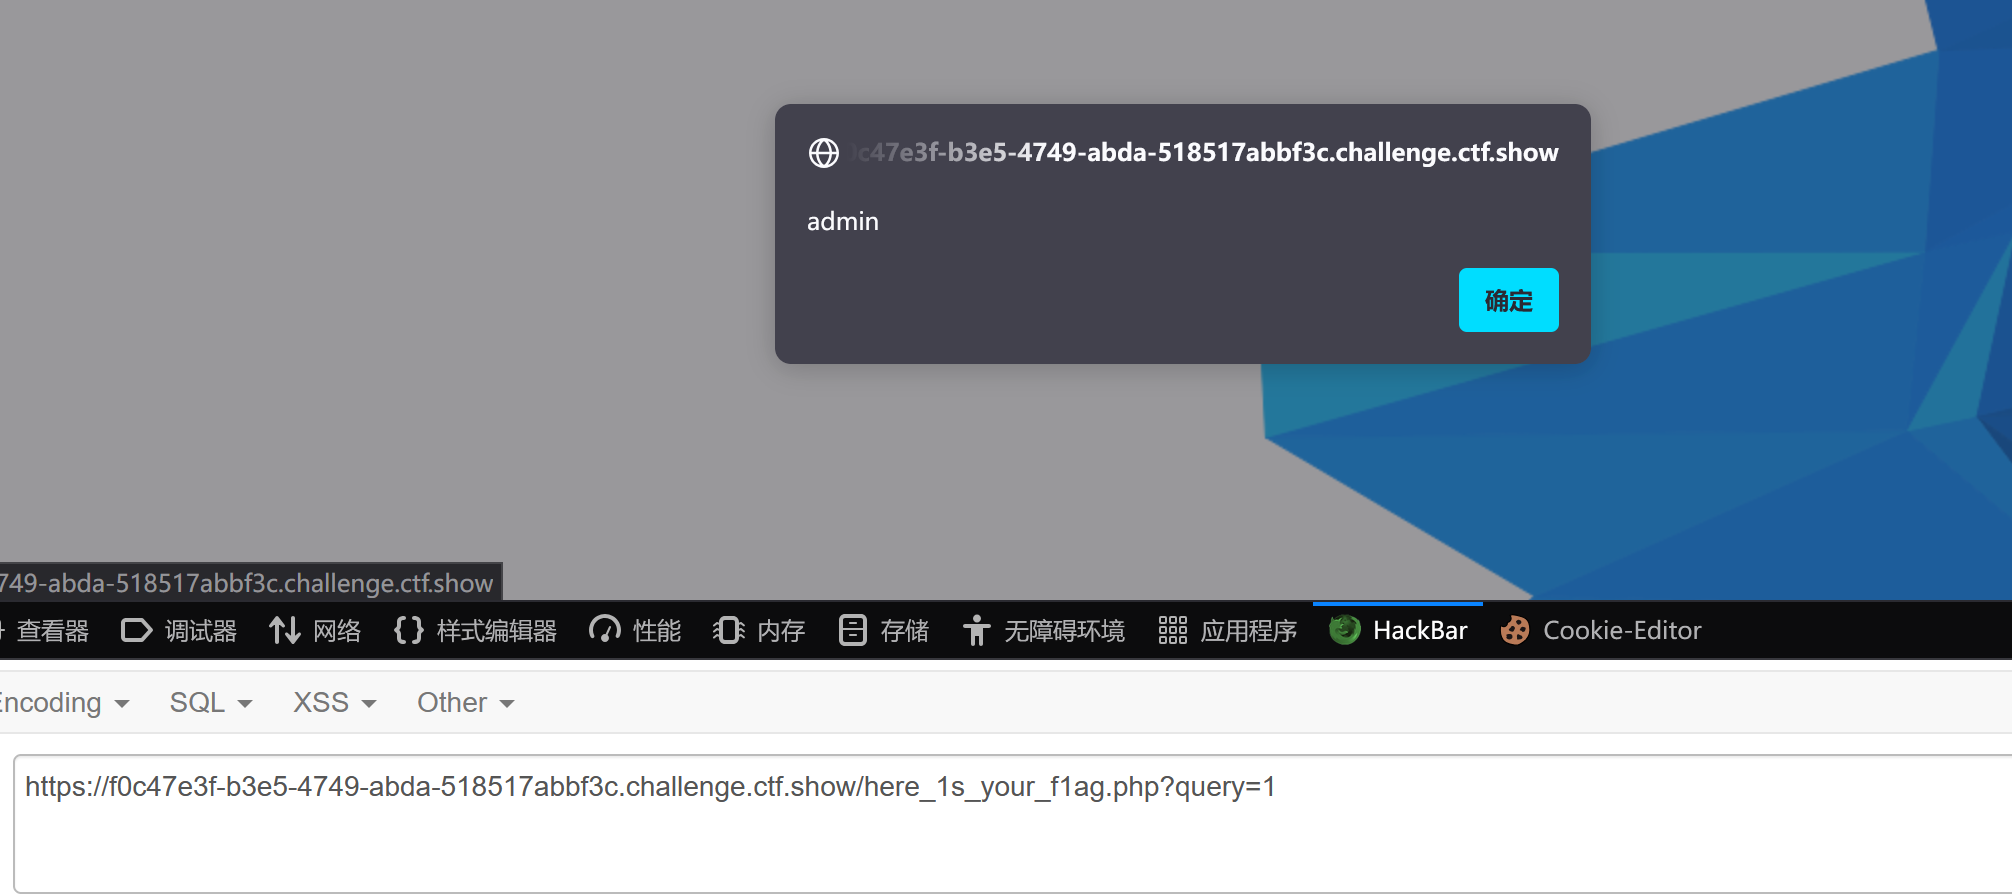 0c47e3f-b3e5-4749-abda-518517abbf3c.challenge.ctf.show
admin
确定
749-abda-518517abbf3c.challenge.ctf.show
查看器 调试器 网络 样式编辑器 性能 内存 存储 无障碍环境 应用程序 HackBar Cookie-Editor
Encoding SQL XSS Other
https://f0c47e3f-b3e5-4749-abda-518517abbf3c.challenge.ctf.show/here_1s_your_f1ag.php?query=1